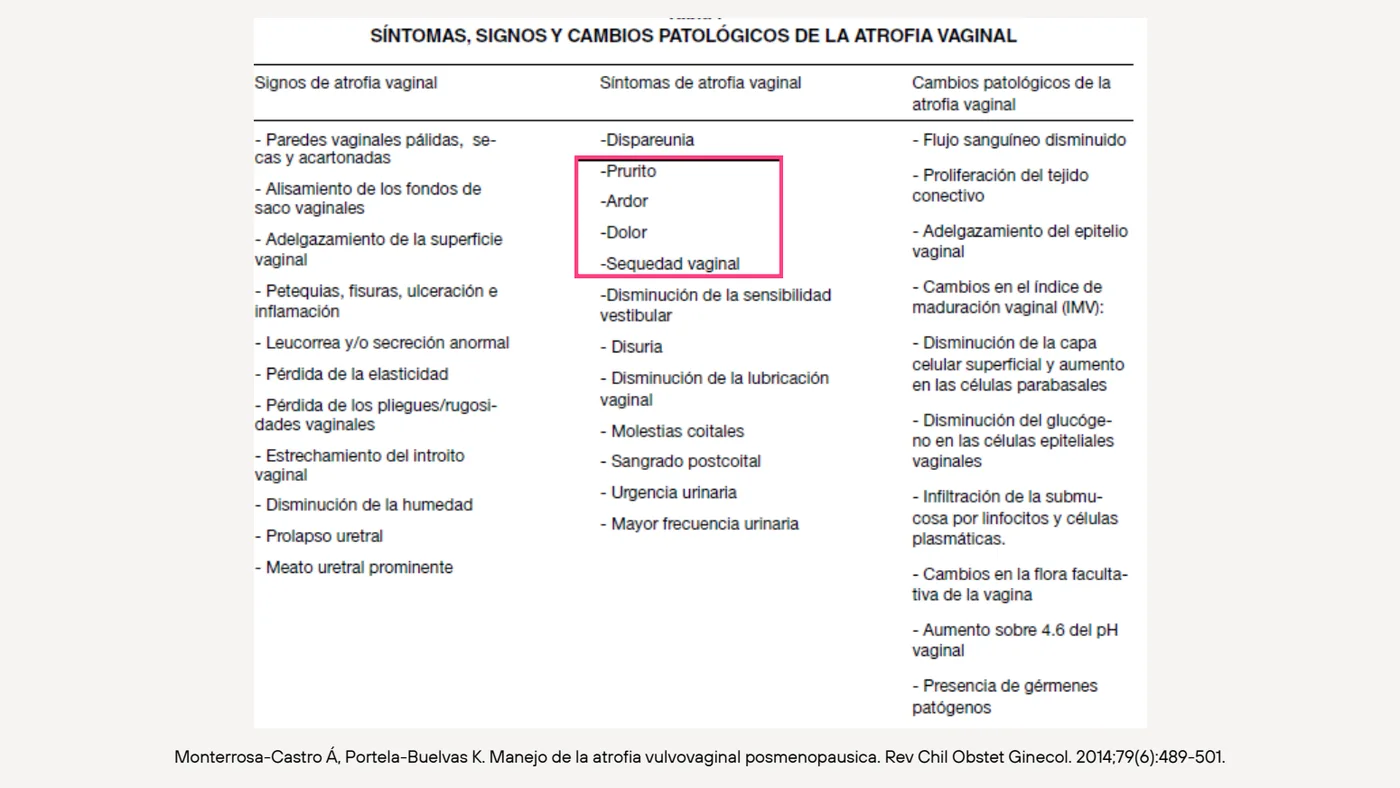 SÍNTOMAS, SIGNOS Y CAMBIOS PATOLÓGICOS DE LA ATROFIA VAGINAL
Signos de atrofia vaginal
- Paredes vaginales pálidas, se-
cas y acartonadas
- Alisamiento de los fondos de
saco vaginales
- Adelgazamiento de la superficie
vaginal
- Petequias, fisuras, ulceración e
inflamación
- Leucorrea y/o secreción anormal
- Pérdida de la elasticidad
- Pérdida de los pliegues/rugosi-
dades vaginales
- Estrechamiento del introito
vaginal
- Disminución de la humedad
- Prolapso uretral
- Meato uretral prominente
Síntomas de atrofia vaginal
-Dispareunia
-Prurito
-Ardor
-Dolor
-Sequedad vaginal
-Disminución de la sensibilidad
vestibular
- Disuria
- Disminución de la lubricación
vaginal
- Molestias coitales
- Sangrado postcoital
- Urgencia urinaria
- Mayor frecuencia urinaria
Cambios patológicos de la
atrofia vaginal
- Flujo sanguíneo disminuido
- Proliferación del tejido
conectivo
- Adelgazamiento del epitelio
vaginal
- Cambios en el índice de
maduración vaginal (IMV):
- Disminución de la capa
celular superficial y aumento
en las células parabasales
- Disminución del glucóge-
no en las células epiteliales
vaginales
- Infiltración de la submu-
cosa por linfocitos y células
plasmáticas.
- Cambios en la flora faculta-
tiva de la vagina
- Aumento sobre 4.6 del pH
vaginal
- Presencia de gérmenes
patógenos
Monterrosa-Castro Á, Portela-Buelvas K. Manejo de la atrofia vulvovaginal posmenopausica. Rev Chil Obstet Ginecol. 2014;79(6):489-501.